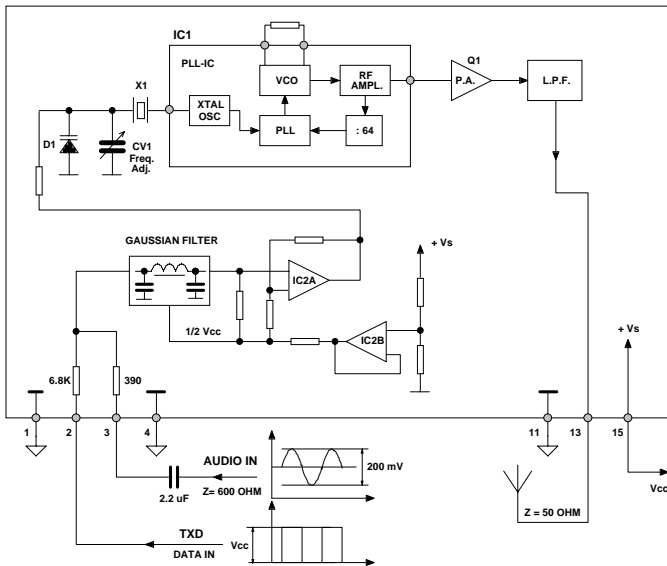 IC1
PLL-IC
VCO
RF
AMPL.
Q1
P.A.
L.P.F.
X1
XTAL
OSC
PLL
: 64
D1
CV1
Freq.
Adj.
GAUSSIAN FILTER
IC2A
+ Vs
1/2 Vcc
IC2B
+ Vs
6.8K
390
1
2
3
4
11
13
15
AUDIO IN
200 mV
2.2 uF
Z= 600 OHM
Z = 50 OHM
Vcc
TXD
DATA IN
Vcc